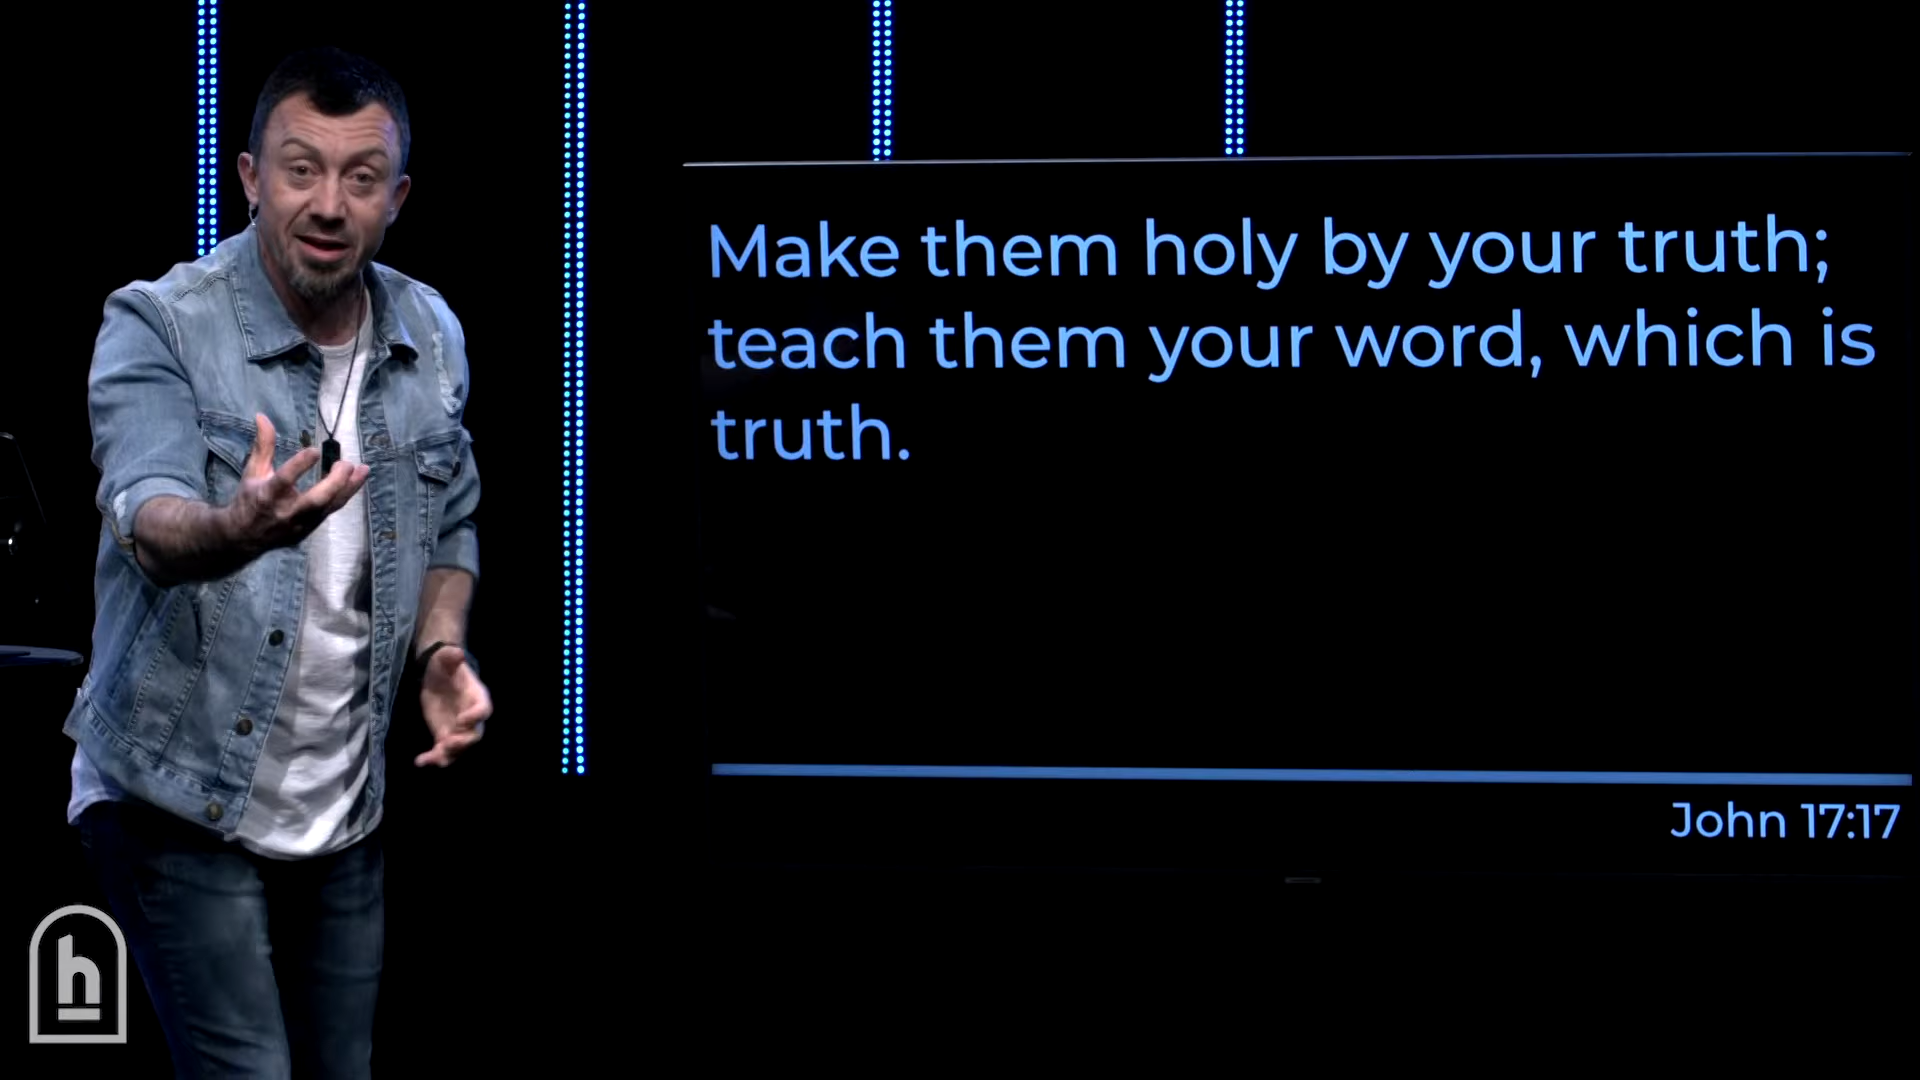 Make them holy by your truth;
teach them your word, which is
truth.
John 17:17
h